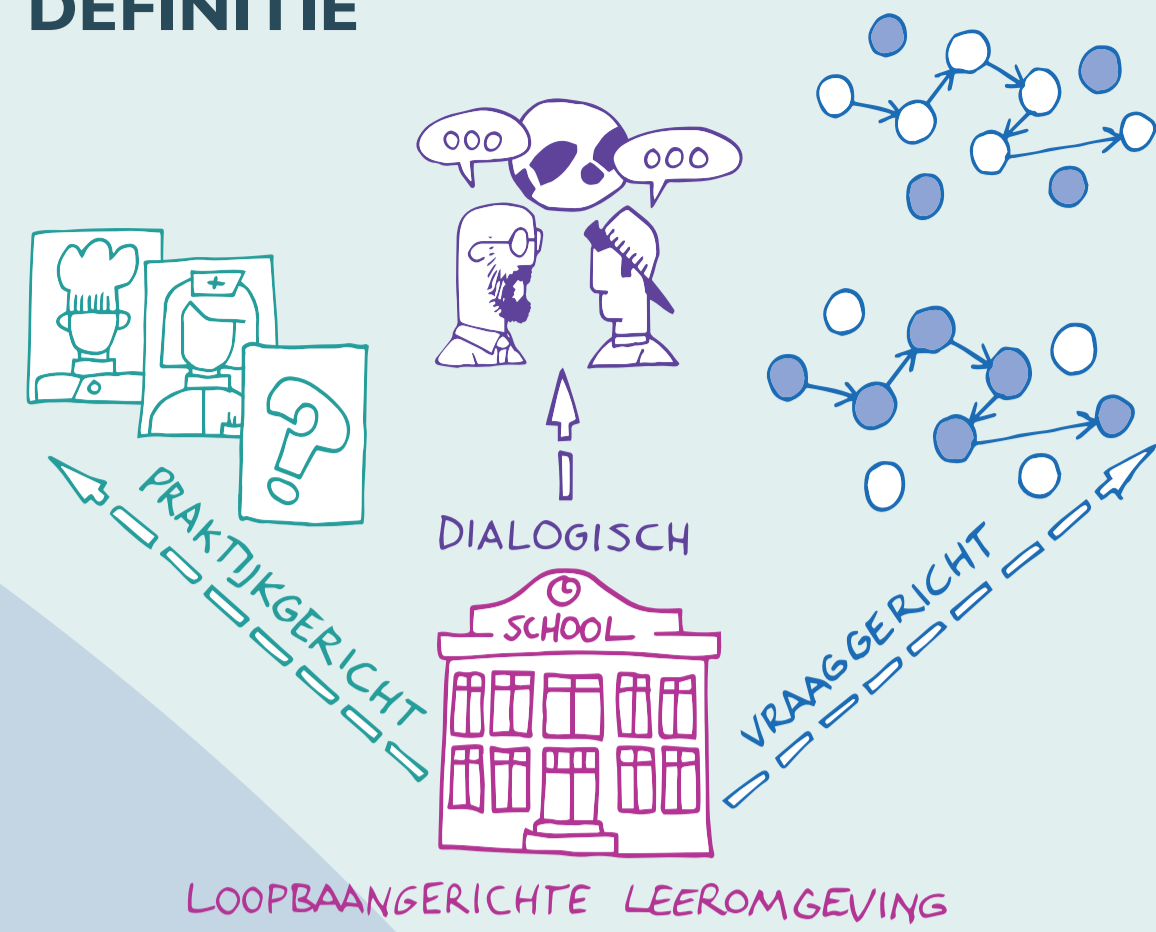 DEFINITIE
DIALOGISCH
PRAKTIJKGERICHT
VRAAGGERICHT
SCHOOL
LOOPBAANGERICHTE LEEROMGEVING